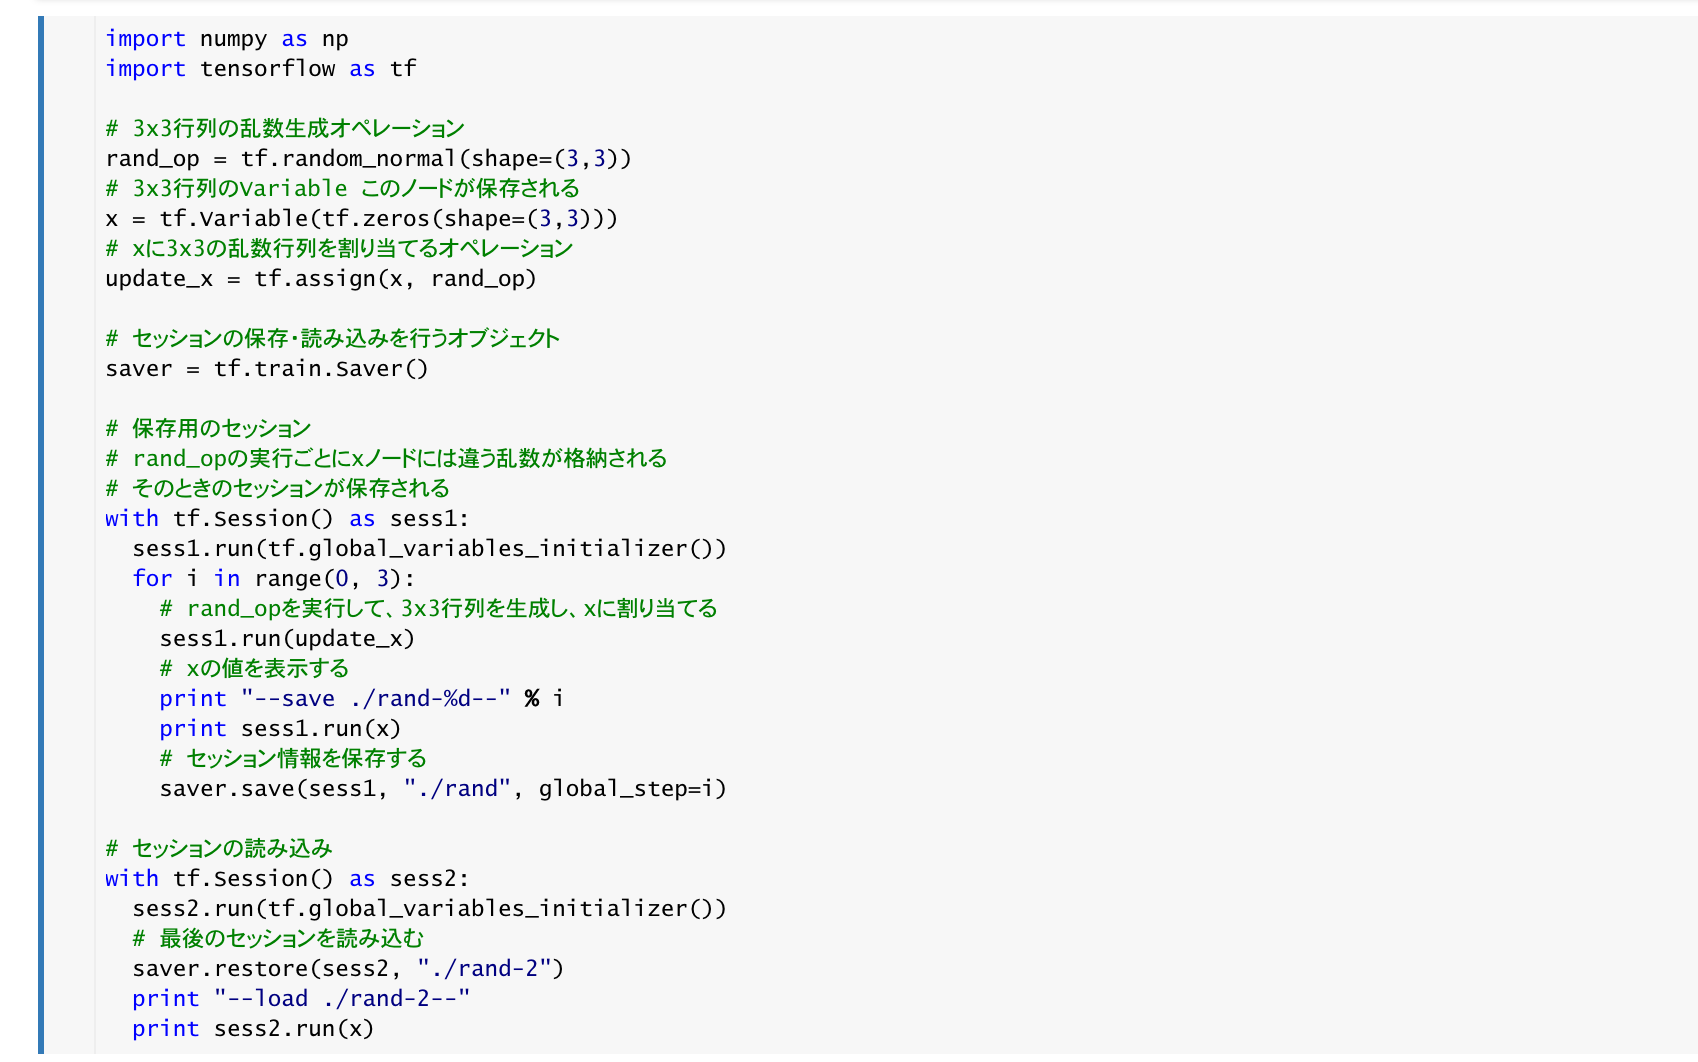 import numpy as np
import tensorflow as tf
# 3x3行列の乱数生成オペレーション
rand_op = tf.random_normal(shape=(3,3))
# 3x3行列のVariable このノードが保存される
x = tf.Variable(tf.zeros(shape=(3,3)))
# xに3x3の乱数行列を割り当てるオペレーション
update_x = tf.assign(x, rand_op)
# セッションの保存・読み込みを行うオブジェクト
saver = tf.train.Saver()
# 保存用のセッション
# rand_opの実行ごとにxノードには違う乱数が格納される
# そのときのセッションが保存される
with tf.Session() as sess1:
  sess1.run(tf.global_variables_initializer())
  for i in range(0, 3):
    # rand_opを実行して、3x3行列を生成し、xに割り当てる
    sess1.run(update_x)
    # xの値を表示する
    print "--save ./rand-%d--" % i
    print sess1.run(x)
    # セッション情報を保存する
    saver.save(sess1, "./rand", global_step=i)
# セッションの読み込み
with tf.Session() as sess2:
  sess2.run(tf.global_variables_initializer())
  # 最後のセッションを読み込む
  saver.restore(sess2, "./rand-2")
  print "--load ./rand-2--"
  print sess2.run(x)